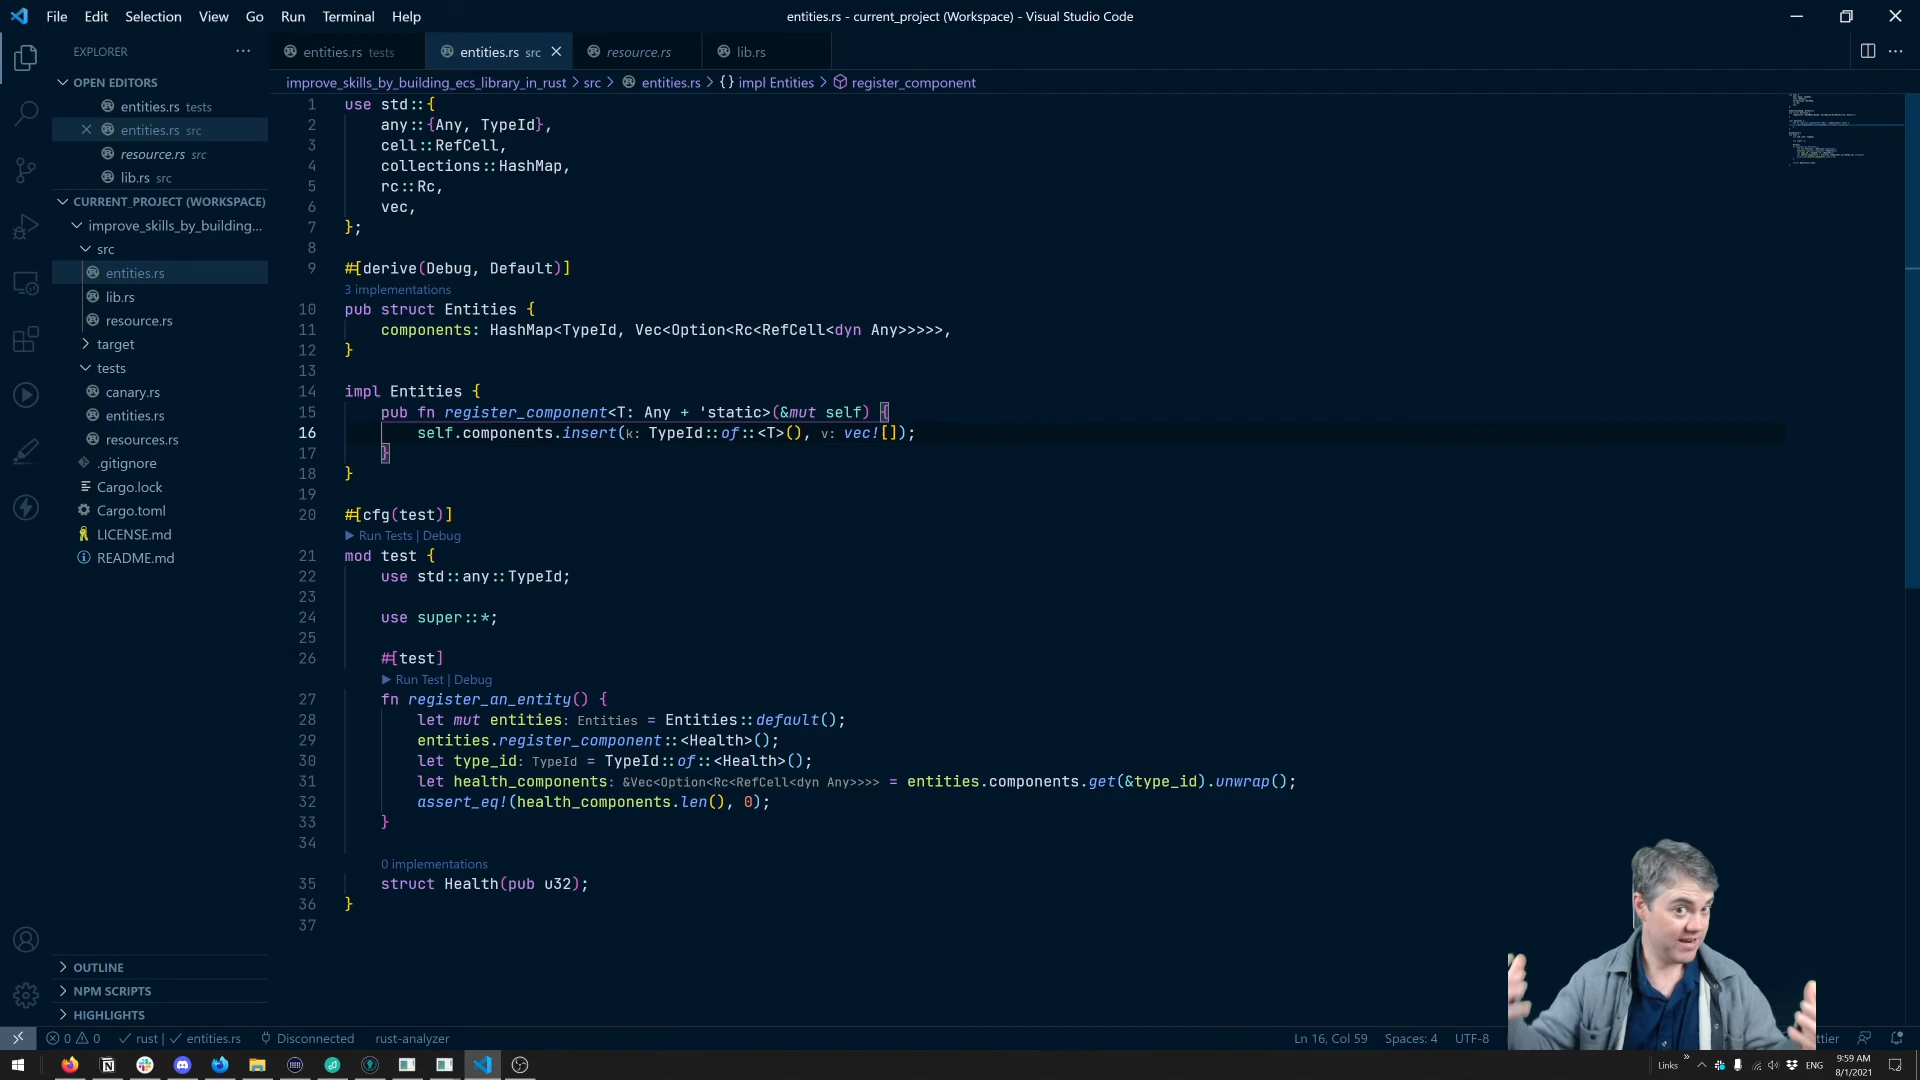 File Edit Selection View Go Run Terminal Help
entities.rs - current_project (Workspace) - Visual Studio Code
EXPLORER
OPEN EDITORS
entities.rs tests
entities.rs src
resource.rs src
lib.rs src
CURRENT_PROJECT (WORKSPACE)
improve_skills_by_building...
src
entities.rs
lib.rs
resource.rs
target
tests
canary.rs
entities.rs
resources.rs
.gitignore
Cargo.lock
Cargo.toml
LICENSE.md
README.md
OUTLINE
NPM SCRIPTS
HIGHLIGHTS
entities.rs tests
entities.rs src
resource.rs
lib.rs
improve_skills_by_building_ecs_library_in_rust > src > entities.rs > {} impl Entities > register_component
1 use std::{
2 any::{Any, TypeId},
3 cell::RefCell,
4 collections::HashMap,
5 rc::Rc,
6 vec,
7 };
8
9 #[derive(Debug, Default)]
3 implementations
10 pub struct Entities {
11 components: HashMap<TypeId, Vec<Option<Rc<RefCell<dyn Any>>>>>,
12 }
13
14 impl Entities {
15 pub fn register_component<T: Any + 'static>(&mut self) {
16 self.components.insert(k: TypeId::of::<T>(), v: vec![]);
17 }
18 }
19
20 #[cfg(test)]
Run Tests | Debug
21 mod test {
22 use std::any::TypeId;
23
24 use super::*;
25
26 #[test]
Run Test | Debug
27 fn register_an_entity() {
28 let mut entities: Entities = Entities::default();
29 entities.register_component::<Health>();
30 let type_id: TypeId = TypeId::of::<Health>();
31 let health_components: &Vec<Option<Rc<RefCell<dyn Any>>>> = entities.components.get(&type_id).unwrap();
32 assert_eq!(health_components.len(), 0);
33 }
34
0 implementations
35 struct Health(pub u32);
36 }
37
0 0 rust entities.rs Disconnected rust-analyzer
Ln 16, Col 59 Spaces: 4 UTF-8
Links ENG 9:59 AM
8/1/2021